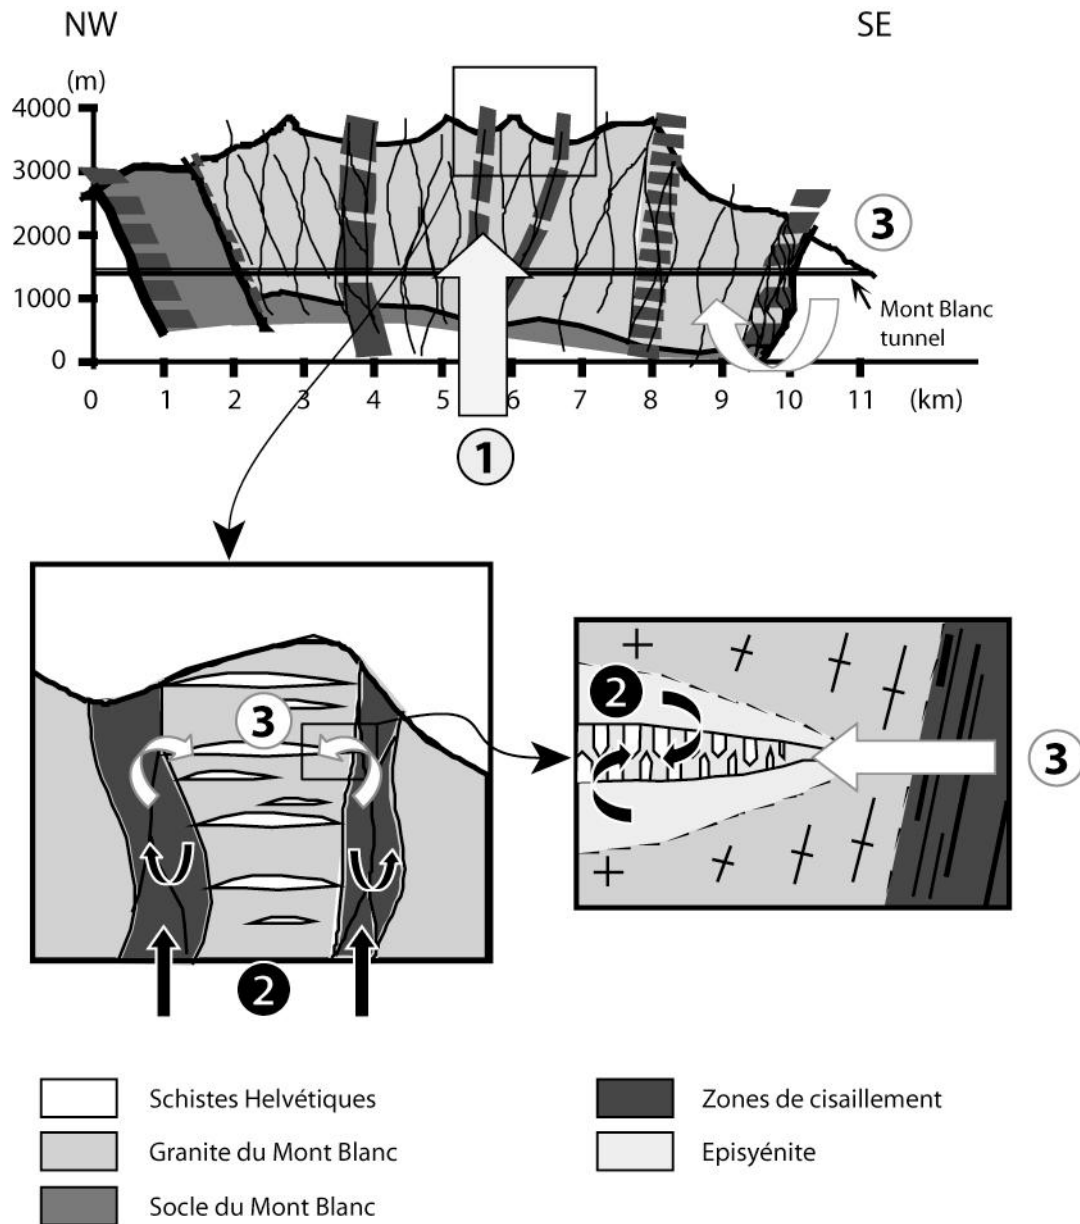 NW
SE
(m)
4000
3000
2000
1000
0
3
Mont Blanc
tunnel
0 1 2 3 4 5 6 7 8 9 10 11 (km)
1
3
2
2
3
Schistes Helvétiques
Zones de cisaillement
Granite du Mont Blanc
Episyénite
Socle du Mont Blanc